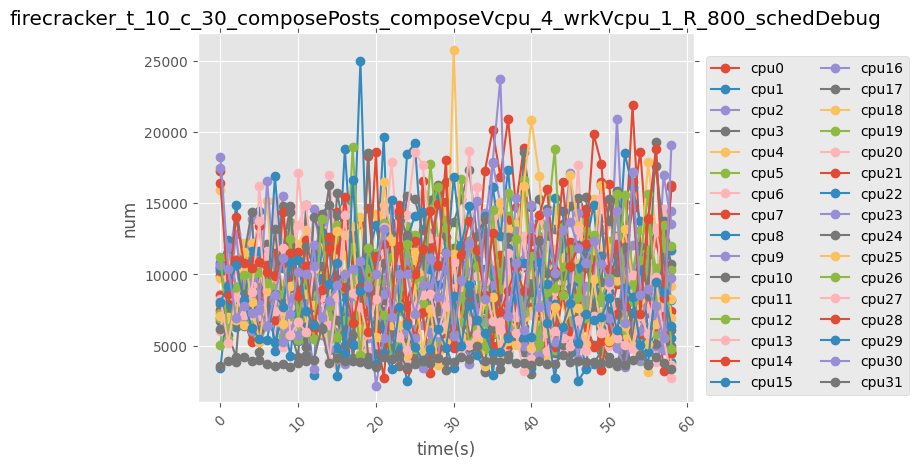 firecracker_t_10_c_30_composePosts_composeVcpu_4_wrkVcpu_1_R_800_schedDebug
25000
20000
15000
10000
5000
num
0
10
20
30
40
50
60
time(s)
cpu0
cpu1
cpu2
cpu3
cpu4
cpu5
cpu6
cpu7
cpu8
cpu9
cpu10
cpu11
cpu12
cpu13
cpu14
cpu15
cpu16
cpu17
cpu18
cpu19
cpu20
cpu21
cpu22
cpu23
cpu24
cpu25
cpu26
cpu27
cpu28
cpu29
cpu30
cpu31